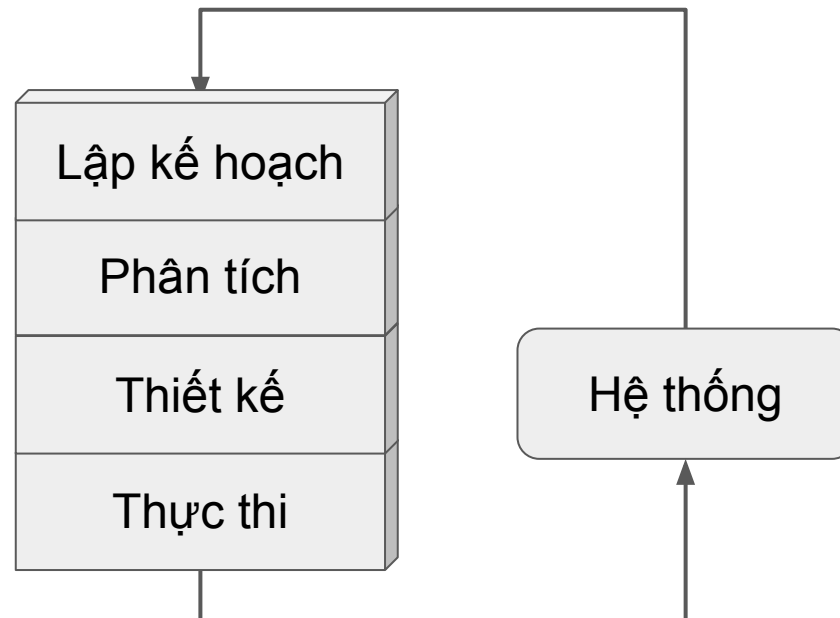 Lập kế hoạch
Phân tích
Thiết kế
Hệ thống
Thực thi